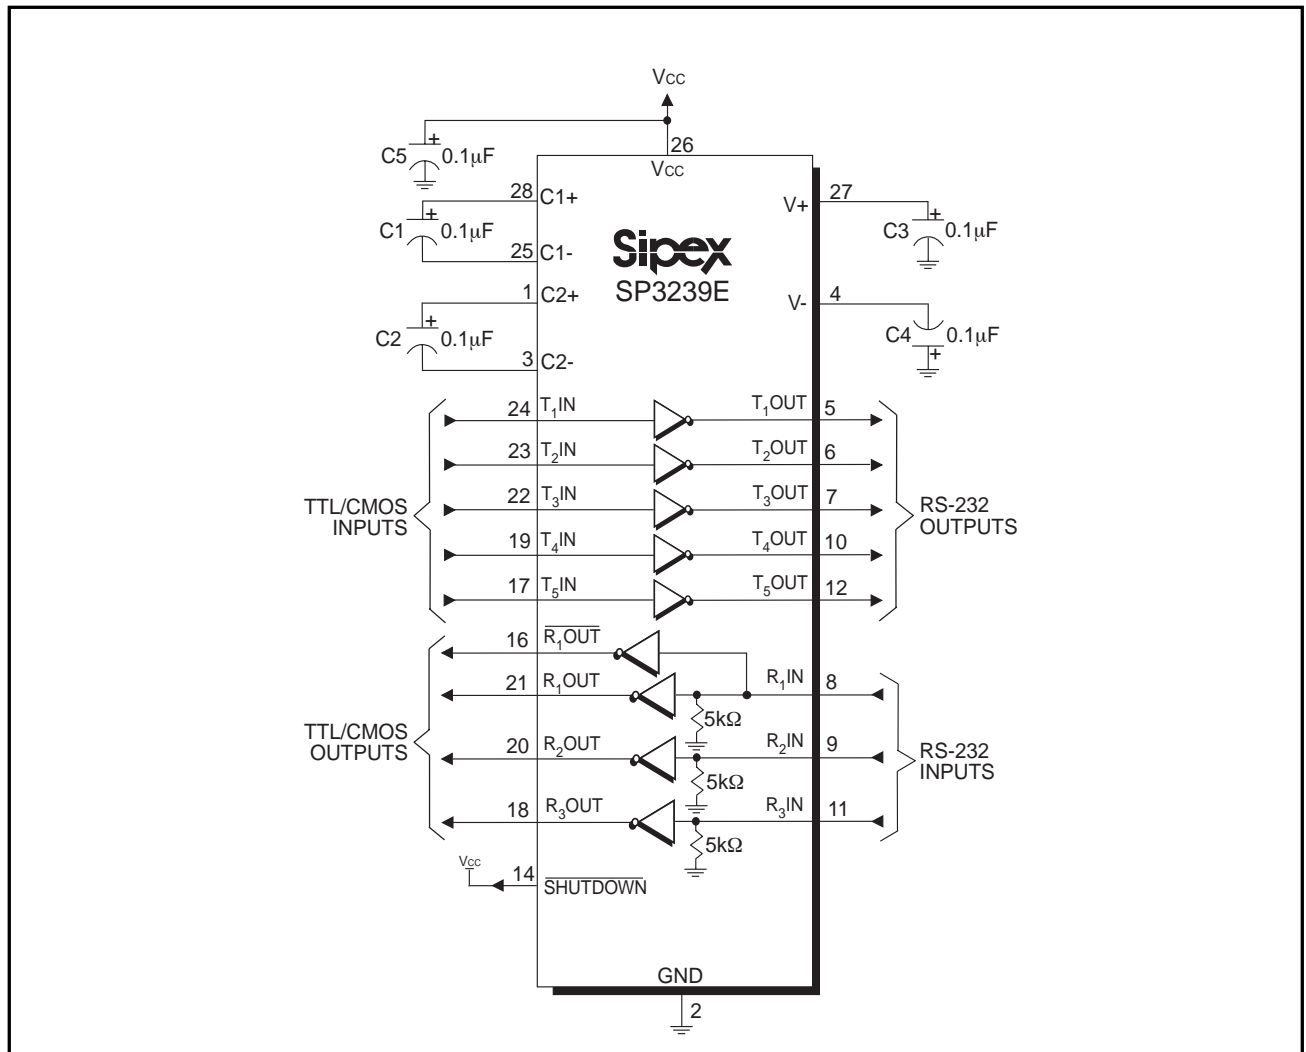 Vcc
26
Vcc
C5
+
0.1μF
28
C1+
C1
+
0.1μF
25
C1-
V+
27
C3
+
0.1μF
Sipex
SP3239E
1
C2+
C2
+
0.1μF
3
C2-
V-
4
C4
0.1μF
+
TTL/CMOS
INPUTS
24 T1IN T1OUT 5
23 T2IN T2OUT 6
22 T3IN T3OUT 7
19 T4IN T4OUT 10
17 T5IN T5OUT 12
RS-232
OUTPUTS
TTL/CMOS
OUTPUTS
16 R1OUT
21 R1OUT R1IN 8
5kΩ
20 R2OUT R2IN 9
5kΩ
18 R3OUT R3IN 11
5kΩ
RS-232
INPUTS
Vcc
14
SHUTDOWN
GND
2